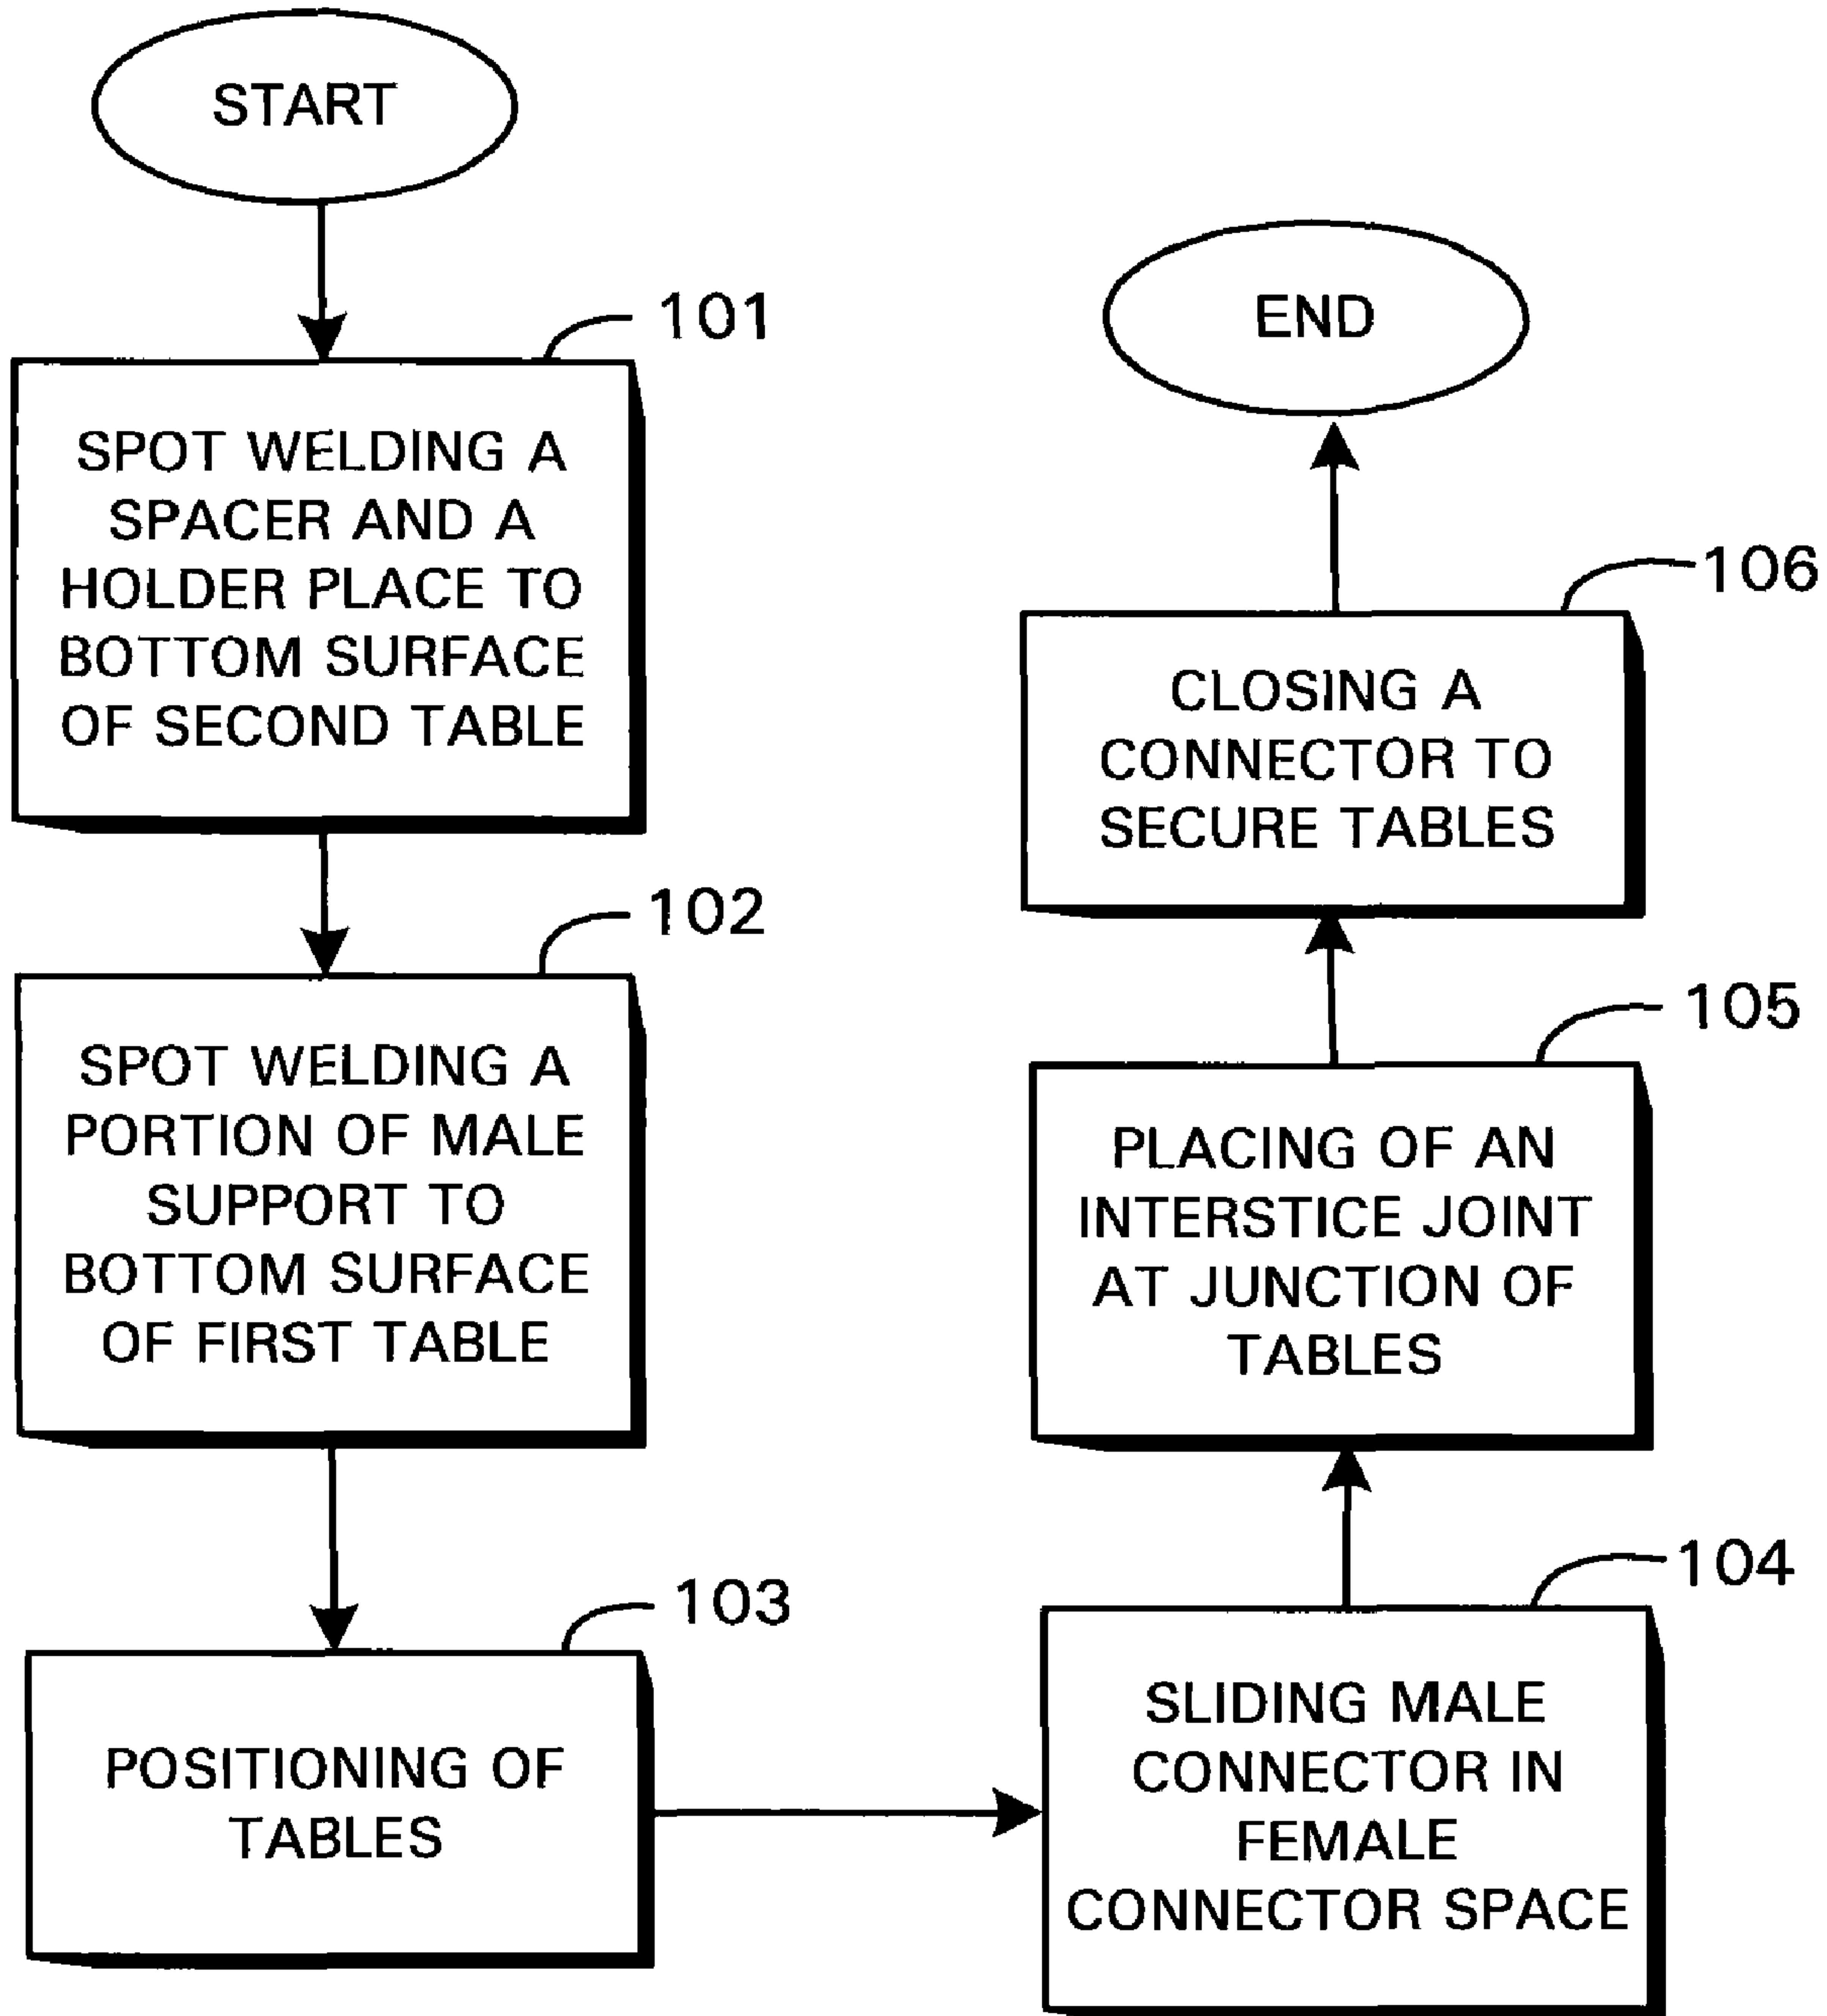 START
101
SPOT WELDING A
SPACER AND A
HOLDER PLACE TO
BOTTOM SURFACE
OF SECOND TABLE
102
SPOT WELDING A
PORTION OF MALE
SUPPORT TO
BOTTOM SURFACE
OF FIRST TABLE
103
POSITIONING OF
TABLES
104
SLIDING MALE
CONNECTOR IN
FEMALE
CONNECTOR SPACE
105
PLACING OF AN
INTERSTICE JOINT
AT JUNCTION OF
TABLES
106
CLOSING A
CONNECTOR TO
SECURE TABLES
END